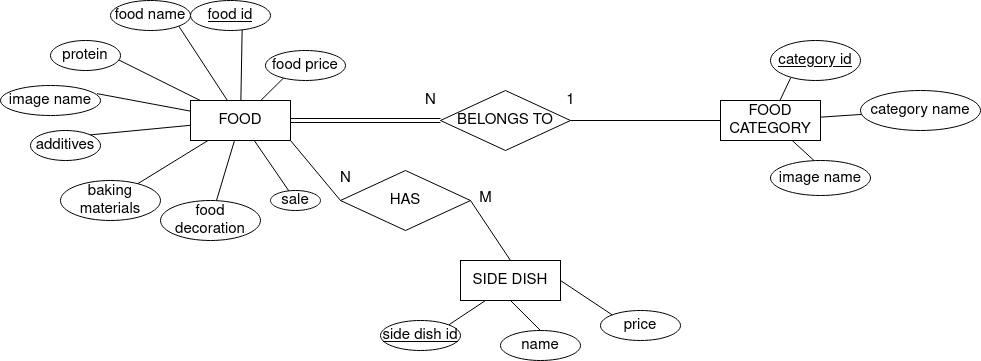 food name
food id
protein
food price
category id
image name
N
1
category name
FOOD
BELONGS TO
FOOD
CATEGORY
additives
image name
N
baking
materials
sale
HAS
M
food
decoration
SIDE DISH
side dish id
name
price